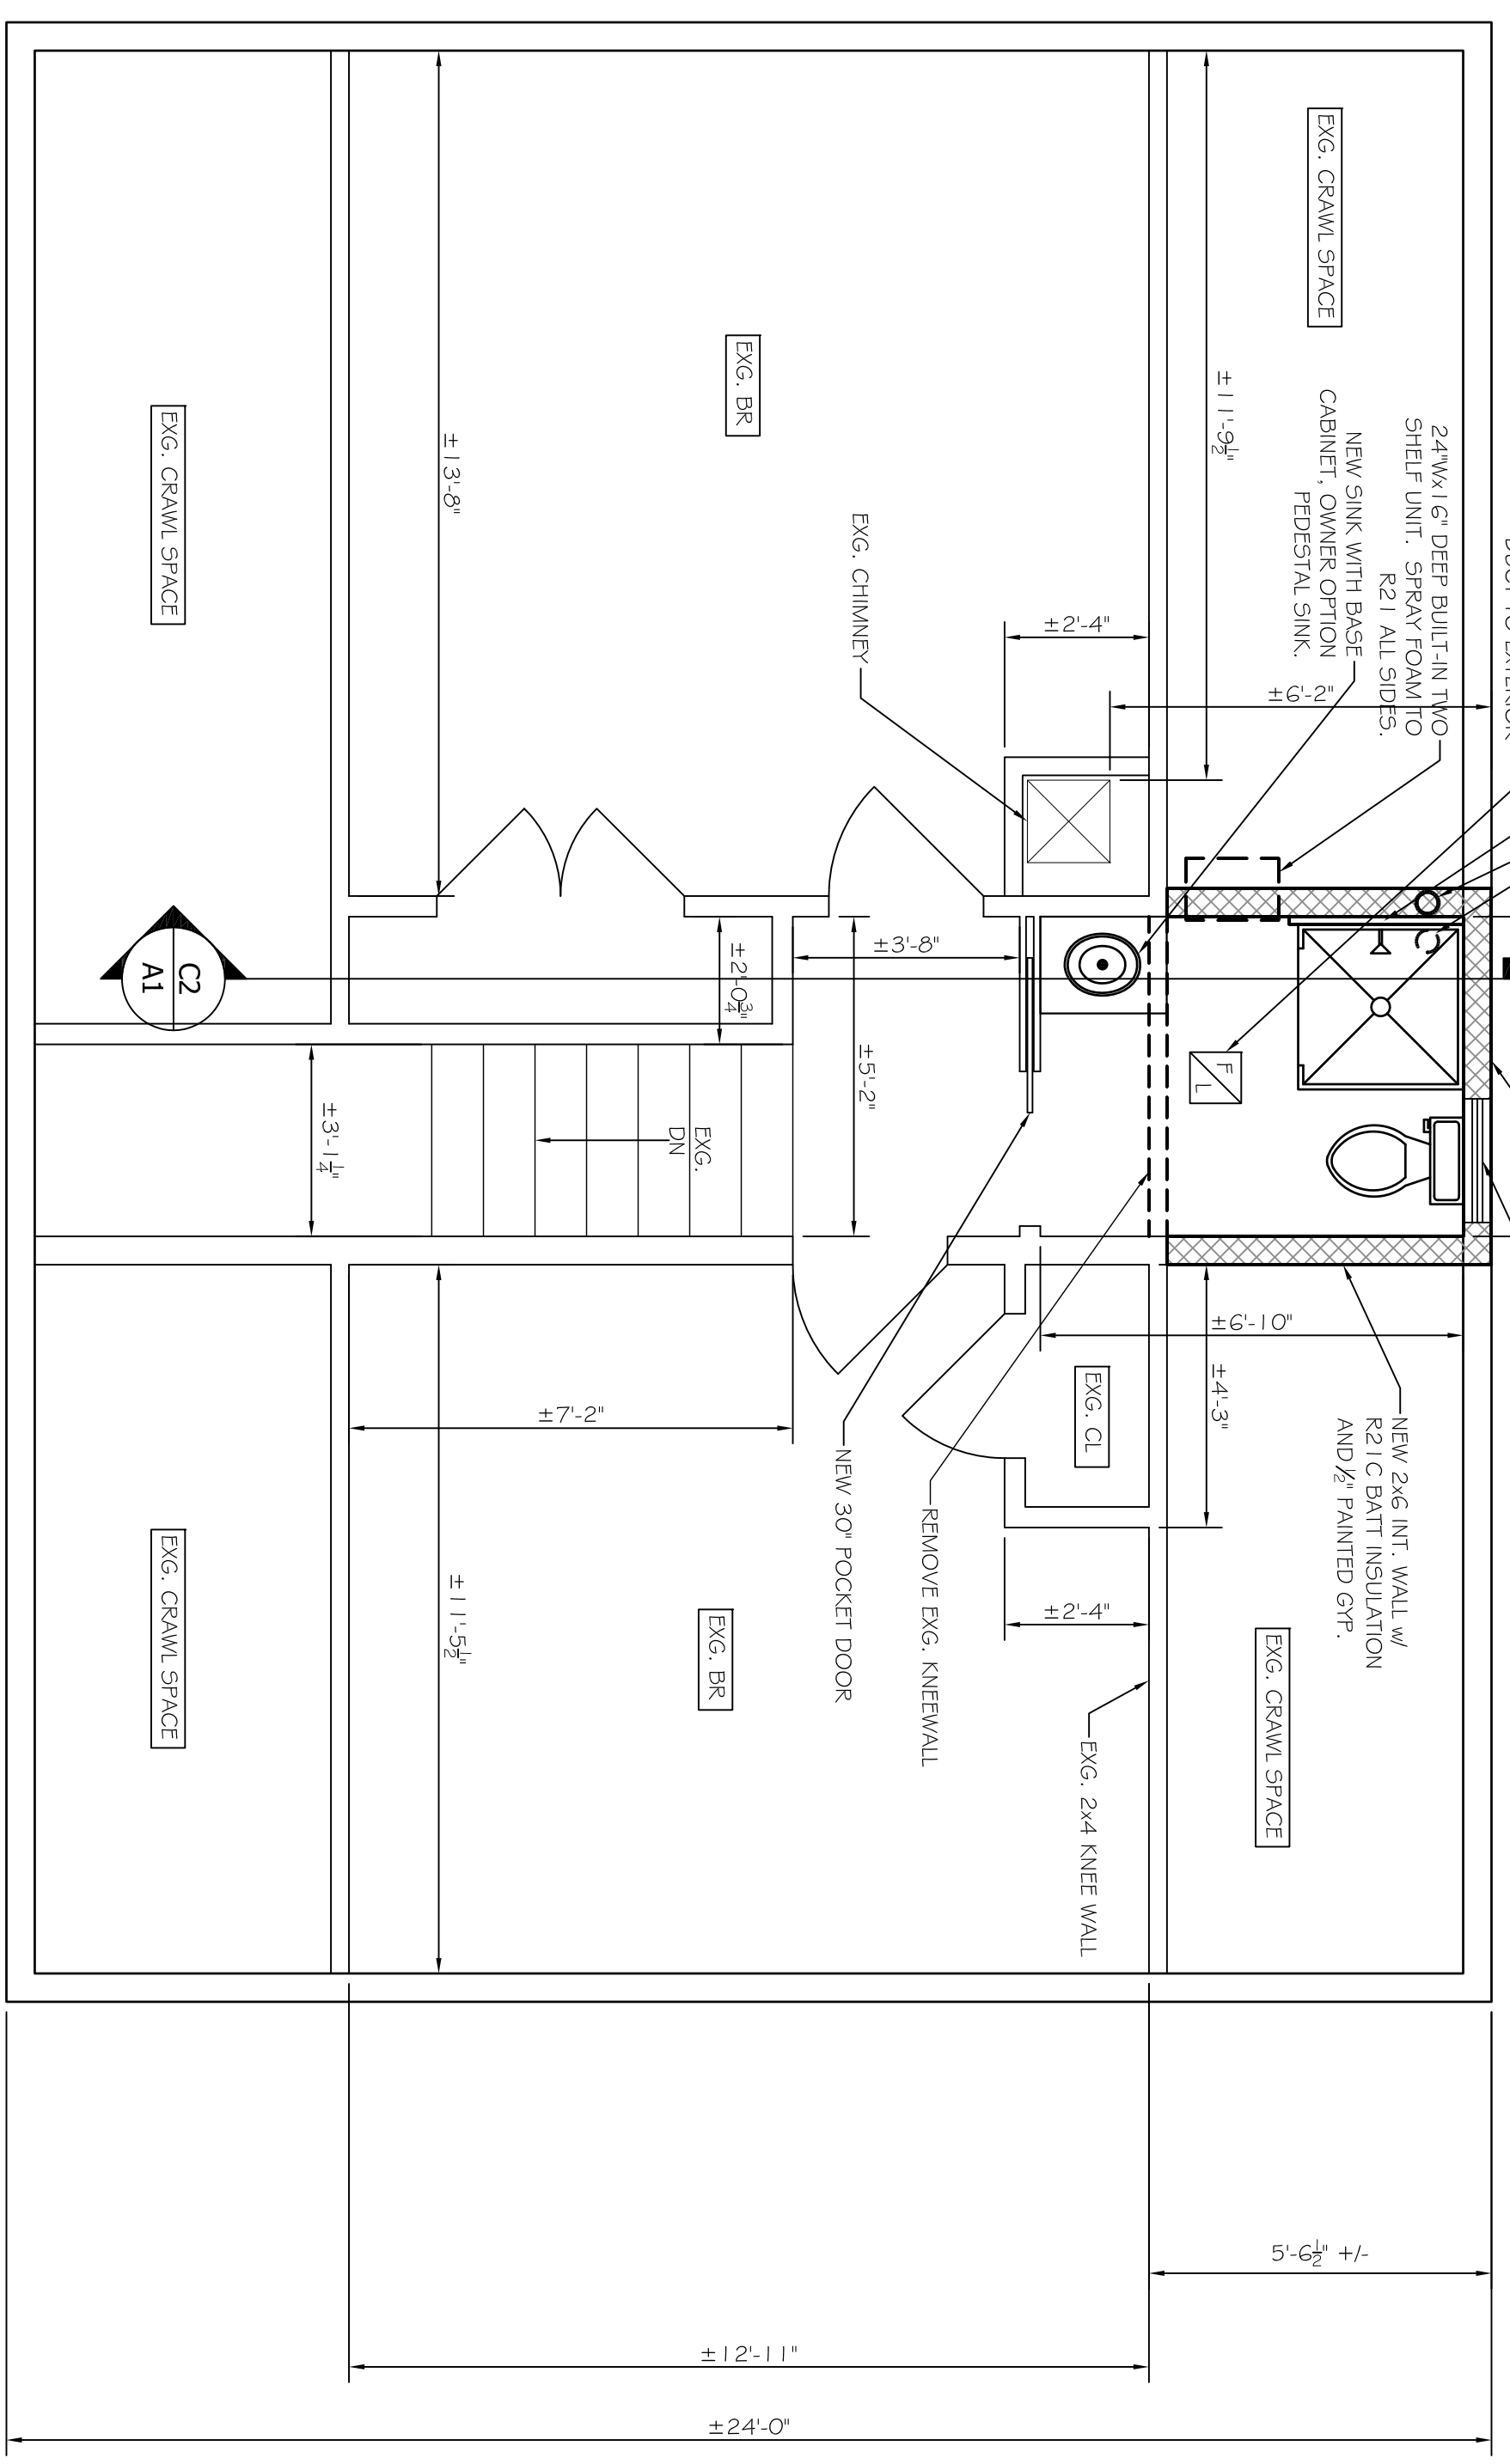 DUCT TO EXTERIOR
24"Wx16" DEEP BUILT-IN TWO
SHELF UNIT. SPRAY FOAM TO
R21 ALL SIDES.
NEW SINK WITH BASE
CABINET, OWNER OPTION
PEDESTAL SINK.
EXG. CRAWL SPACE
±11'-9½"
±6'-2"
±2'-4"
EXG. CHIMNEY
EXG. BR
±13'-8"
EXG. CRAWL SPACE
C2
A1
±2'-0¾"
±3'-8"
±5'-2"
±3'-1¼"
EXG.
DN
F
L
NEW 2x6 INT. WALL w/
R21C BATT INSULATION
AND ½" PAINTED GYP.
±6'-10"
±4'-3"
EXG. CL
±7'-2"
NEW 30" POCKET DOOR
REMOVE EXG. KNEEWALL
±2'-4"
EXG. CRAWL SPACE
EXG. 2x4 KNEE WALL
EXG. BR
±11'-5½"
EXG. CRAWL SPACE
5'-6½" +/-
±12'-11"
±24'-0"